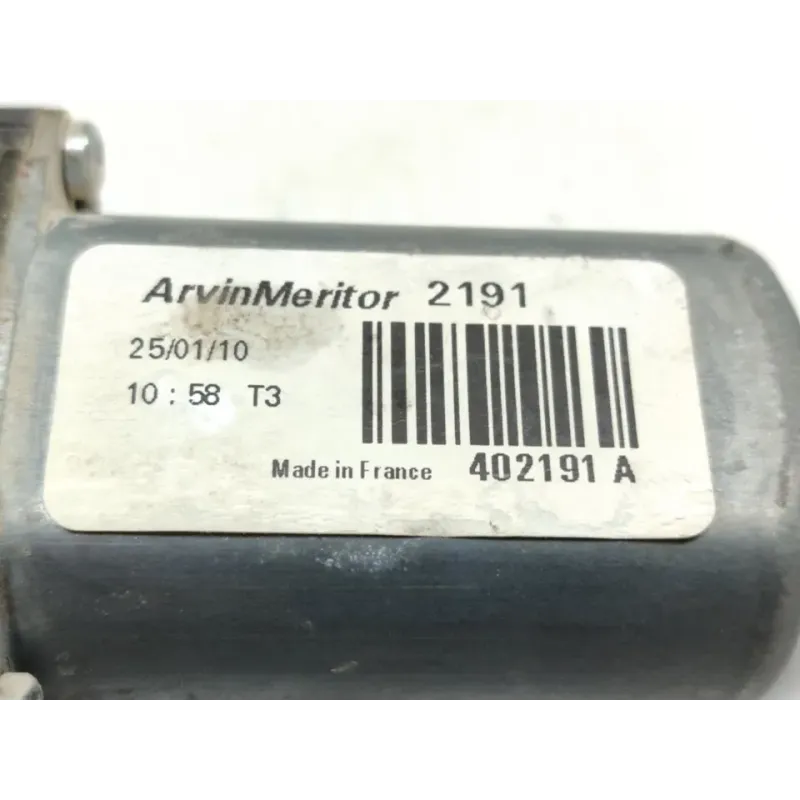 ArvinMeritor 2191
25/01/10
10 : 58 T3
Made in France 402191 A